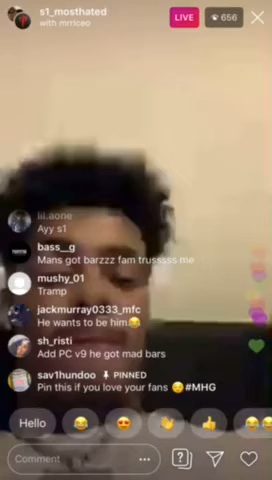 s1_mosthated
with mrriceo
LIVE
656
lil.aone
Ayy s1
bass__g
Mans got barzzz fam trusssss me
mushy_01
Tramp
jackmurray0333_mfc
He wants to be him😂
sh_risti
Add PC v9 he got mad bars
sav1hundoo PINNED
Pin this if you love your fans 😏#MHG
Hello
Comment